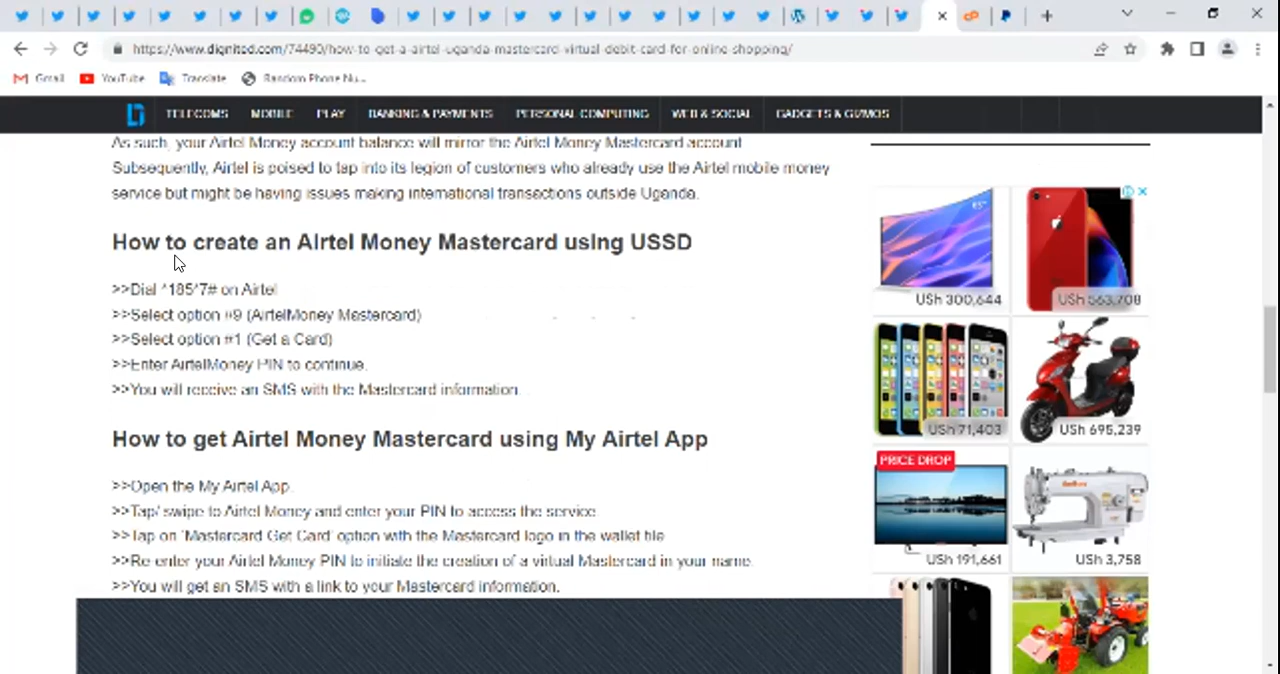 https://www.dignited.com/74490/how-to-get-a-airtel-uganda-mastercard-virtual-debit-card-for-online-shopping/
Gmail YouTube Translate Random Phone Nu...
TELECOMS MOBILE PLAY BANKING & PAYMENTS PERSONAL COMPUTING WEB & SOCIAL GADGETS & GIZMOS
As such, your Airtel Money account balance will mirror the Airtel Money Mastercard account
Subsequently, Airtel is poised to tap into its legion of customers who already use the Airtel mobile money
service but might be having issues making international transactions outside Uganda.
How to create an Airtel Money Mastercard using USSD
>>Dial *185*7# on Airtel
>>Select option #9 (AirtelMoney Mastercard)
>>Select option #1 (Get a Card)
>>Enter AirtelMoney PIN to continue.
>>You will receive an SMS with the Mastercard information.
How to get Airtel Money Mastercard using My Airtel App
>>Open the My Airtel App.
>>Tap/ swipe to Airtel Money and enter your PIN to access the service
>>Tap on 'Mastercard Get Card' option with the Mastercard logo in the wallet tile
>>Re enter your Airtel Money PIN to initiate the creation of a virtual Mastercard in your name.
>>You will get an SMS with a link to your Mastercard information.
USh 300,644
USh 563,708
USh 71,403
USh 695,239
PRICE DROP
USh 191,661
USh 3,758